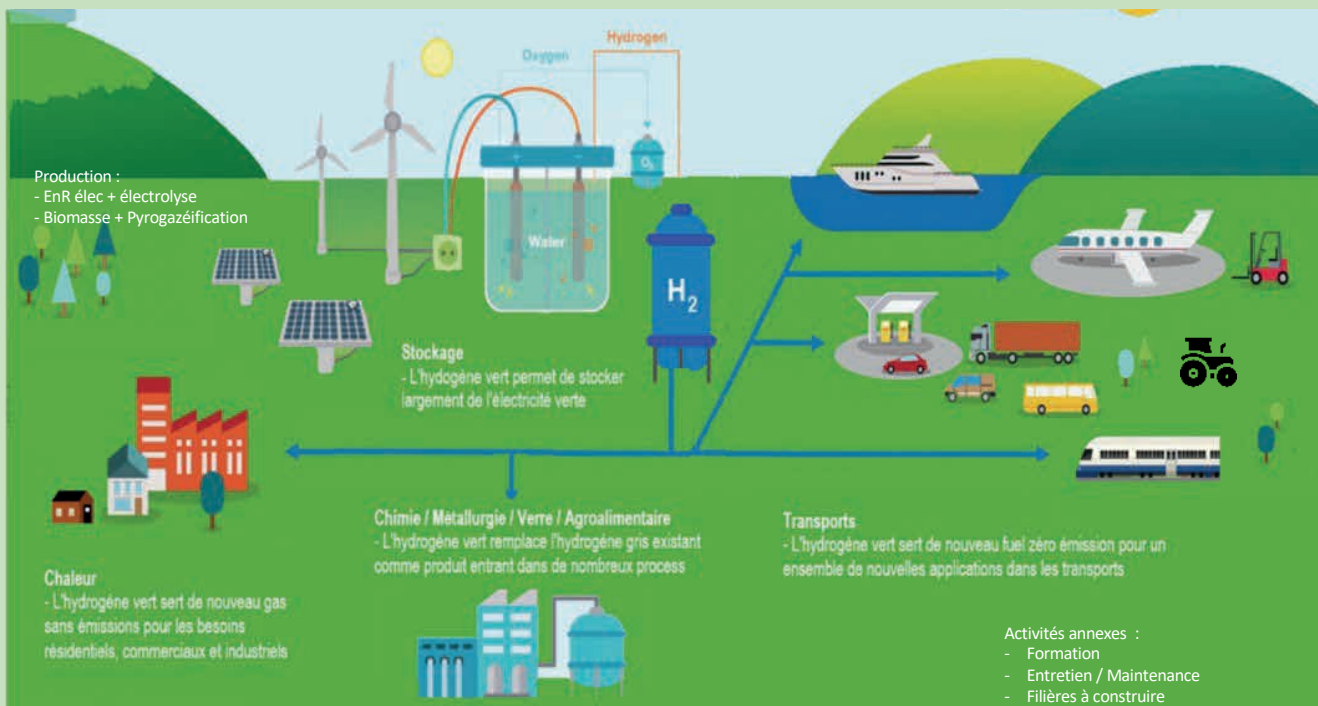 Hydrogen
Oxygen
O₂
Production :
- EnR élec + électrolyse
- Biomasse + Pyrogazéification
Water
H₂
Stockage
- L'hydogène vert permet de stocker
largement de l'électricité verte
Chimie / Métallurgie / Verre / Agroalimentaire
- L'hydrogène vert remplace l'hydrogène gris existant
comme produit entrant dans de nombreux process
Transports
- L'hydrogène vert sert de nouveau fuel zéro émission pour un
ensemble de nouvelles applications dans les transports
Chaleur
- L'hydrogène vert sert de nouveau gas
sans émissions pour les besoins
résidentiels, commerciaux et industriels
Activités annexes :
- Formation
- Entretien / Maintenance
- Filières à construire